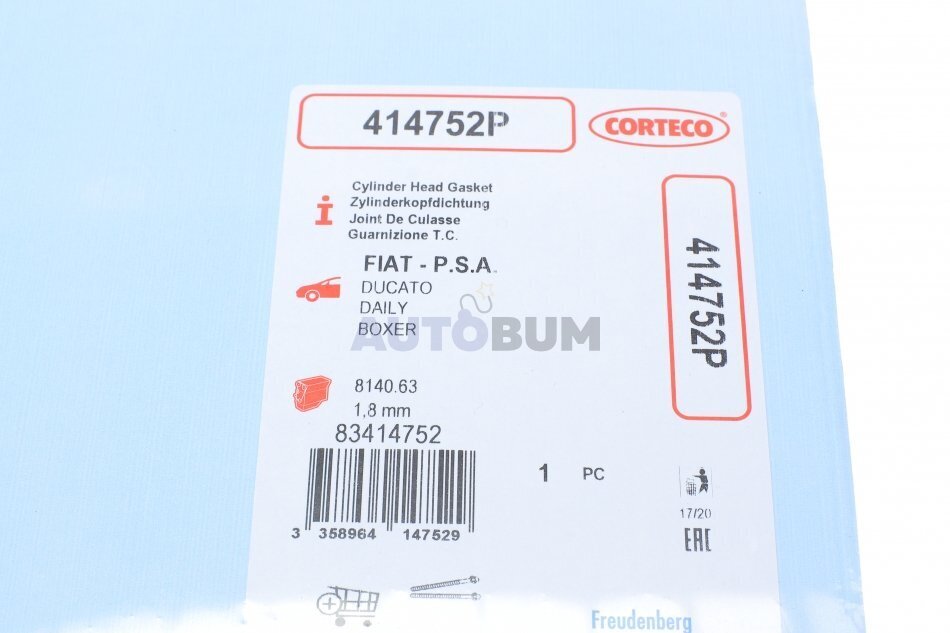 414752P
CORTECO®
Cylinder Head Gasket
Zylinderkopfdichtung
Joint De Culasse
Guarnizione T.C.
414752P
FIAT - P.S.A.
DUCATO
DAILY
BOXER
AUTOBUM
8140.63
1,8 mm
83414752
1 PC
3 358964 147529
17/20
EAC
Freudenberg